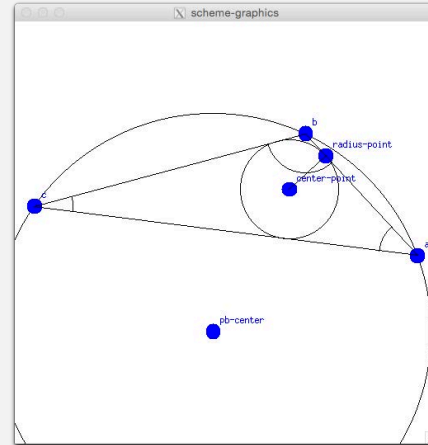 scheme-graphics
b
radius-point
center-point
c
a
pb-center